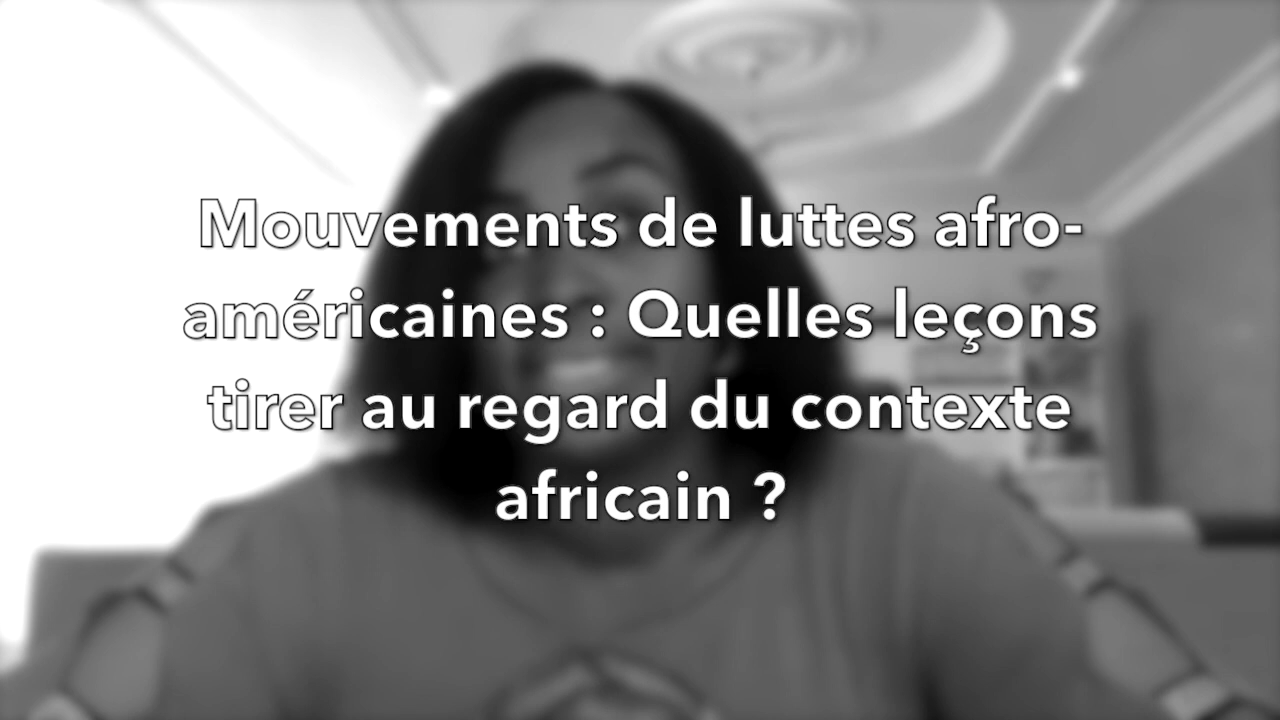 Mouvements de luttes afro-
américaines : Quelles leçons
tirer au regard du contexte
africain ?